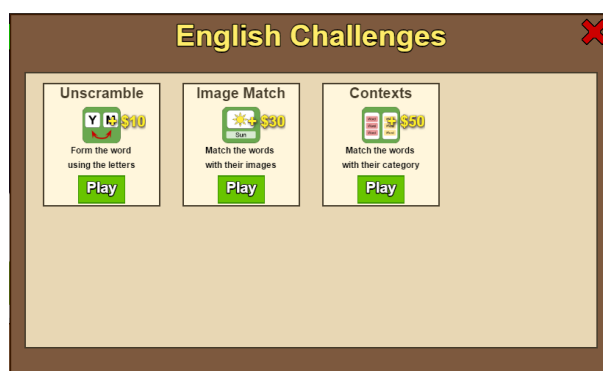 English Challenges
Unscramble
Y N
+ $10
Form the word
using the letters
Play
Image Match
+ $30
Sun
Match the words
with their images
Play
Contexts
+ $50
Match the words
with their category
Play